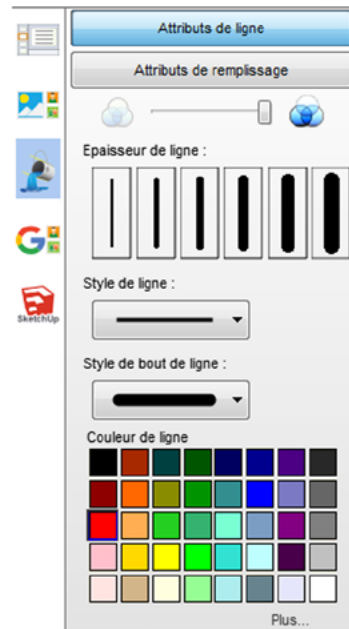 Attributs de ligne
Attributs de remplissage
Epaisseur de ligne :
Style de ligne :
SketchUp
Style de bout de ligne :
Couleur de ligne
Plus...